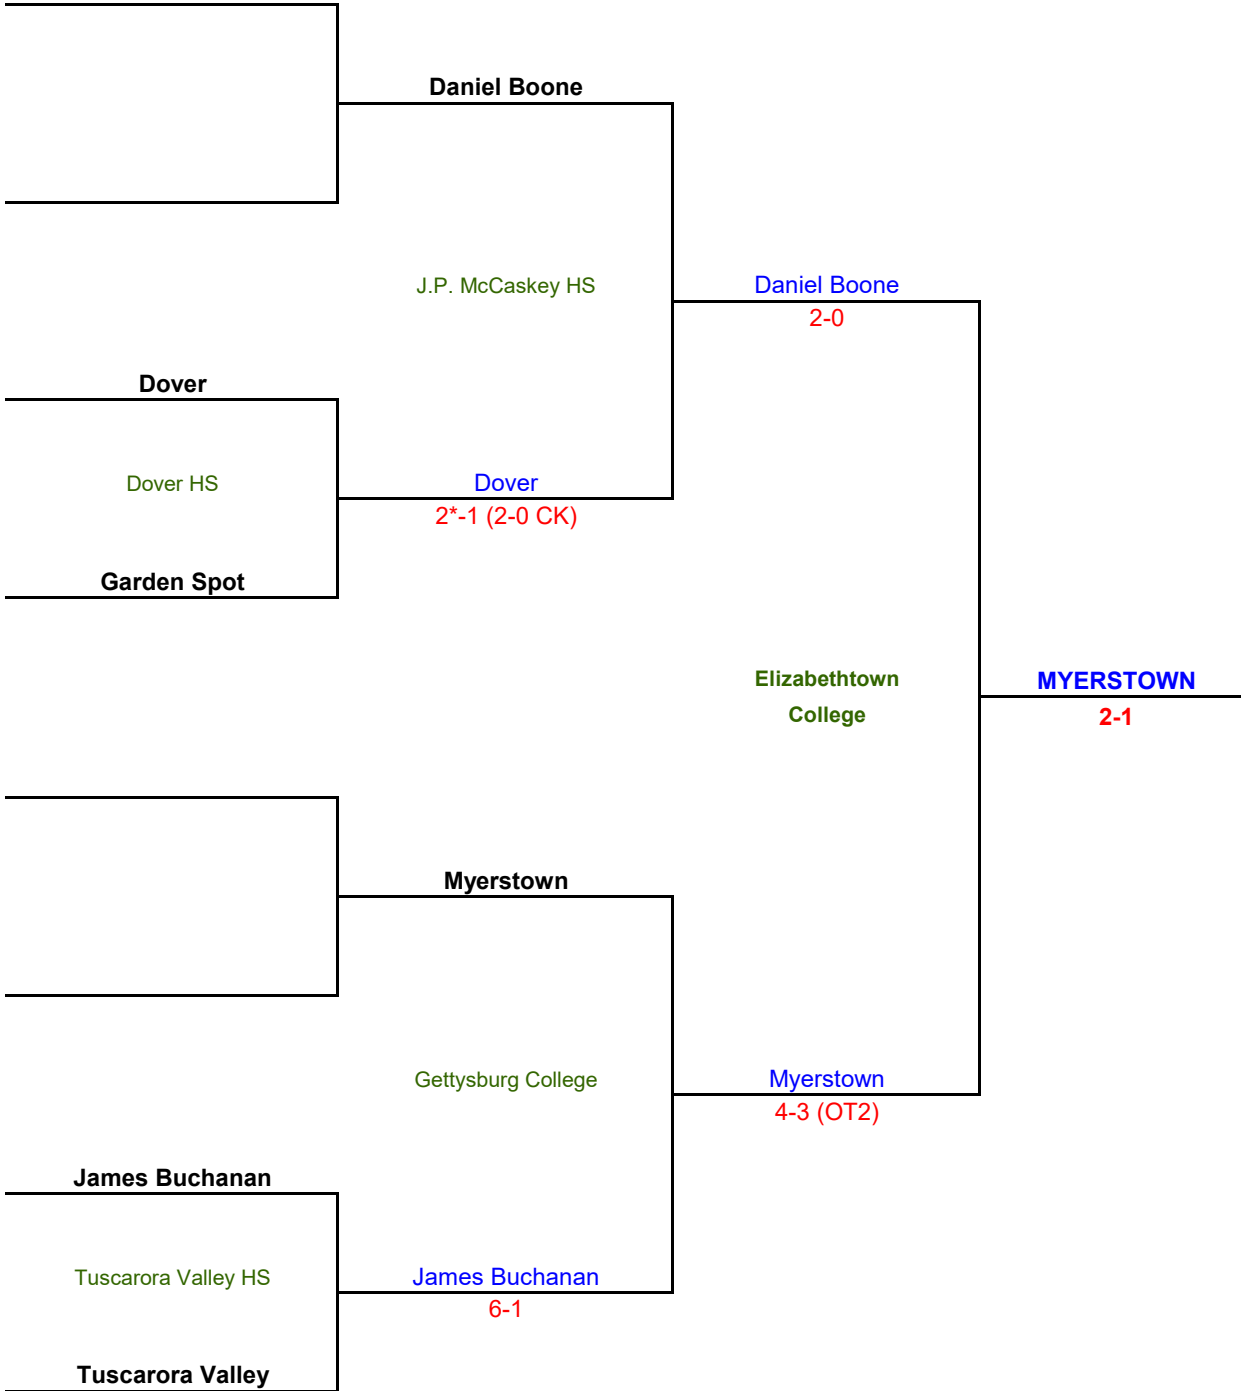 Daniel Boone
J.P. McCaskey HS
Daniel Boone
2-0
Dover
Dover HS
Dover
2*-1 (2-0 CK)
Garden Spot
Elizabethtown
College
MYERSTOWN
2-1
Myerstown
Gettysburg College
Myerstown
4-3 (OT2)
James Buchanan
Tuscarora Valley HS
James Buchanan
6-1
Tuscarora Valley